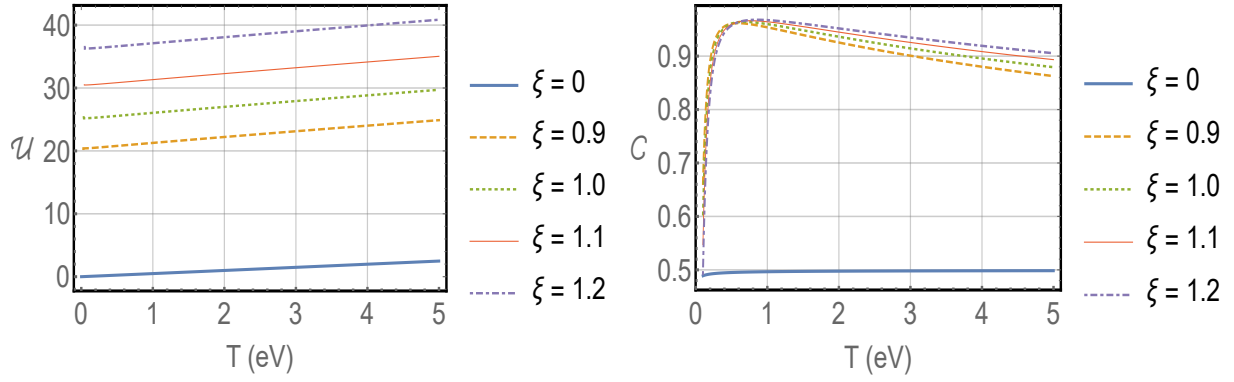 40
30
20
10
0
𝒰
0 1 2 3 4 5
T (eV)
ξ = 0
ξ = 0.9
ξ = 1.0
ξ = 1.1
ξ = 1.2
0.9
0.8
0.7
0.6
0.5
C
0 1 2 3 4 5
T (eV)
ξ = 0
ξ = 0.9
ξ = 1.0
ξ = 1.1
ξ = 1.2